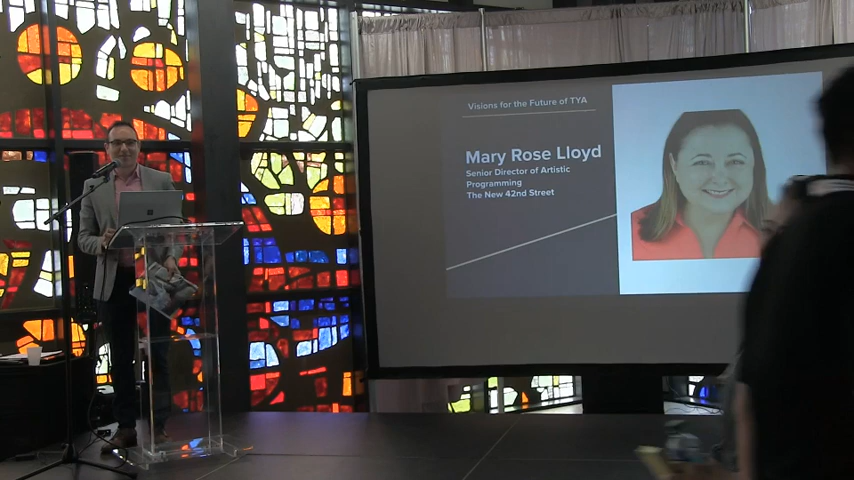 Visions for the Future of TYA
Mary Rose Lloyd
Senior Director of Artistic
Programming
The New 42nd Street